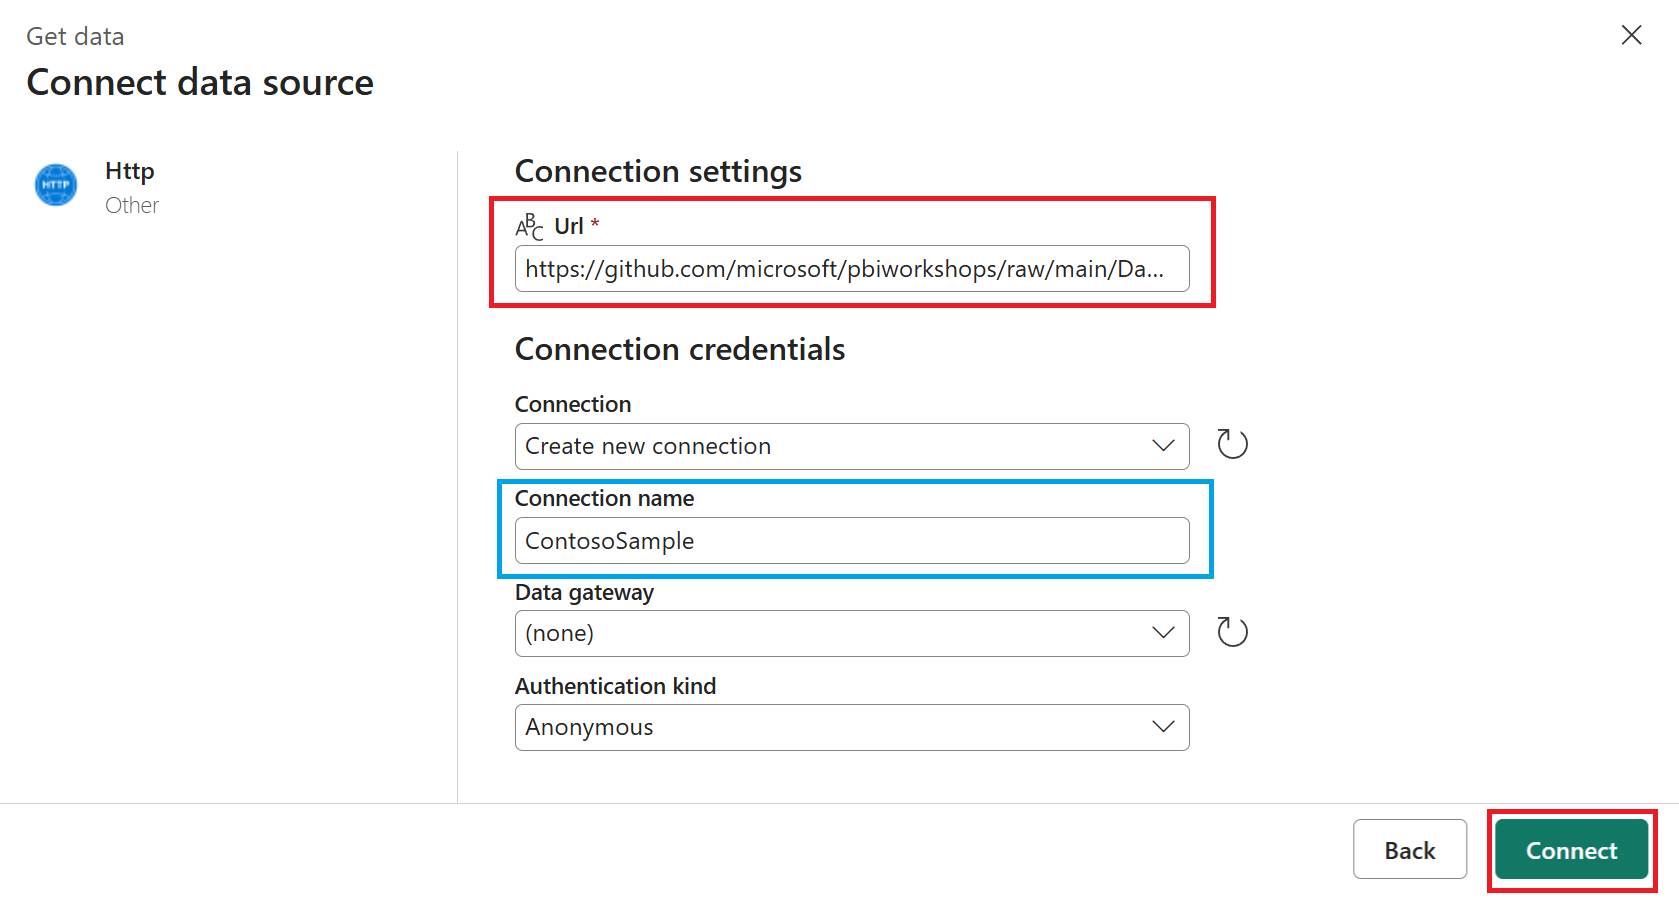 Get data
Connect data source
HTTP
Http
Other
Connection settings
ABC Url *
https://github.com/microsoft/pbiworkshops/raw/main/Da...
Connection credentials
Connection
Create new connection
Connection name
ContosoSample
Data gateway
(none)
Authentication kind
Anonymous
Back
Connect